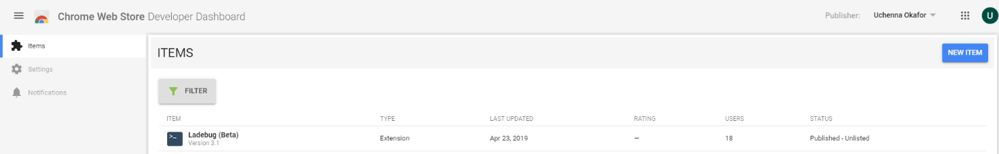 Chrome Web Store Developer Dashboard Publisher: Uchenna Okafor U
Items
Settings
Notifications
ITEMS NEW ITEM
FILTER
ITEM TYPE LAST UPDATED RATING USERS STATUS
Ladebug (Beta) Extension Apr 23, 2019 — 18 Published - Unlisted
Version 3.1